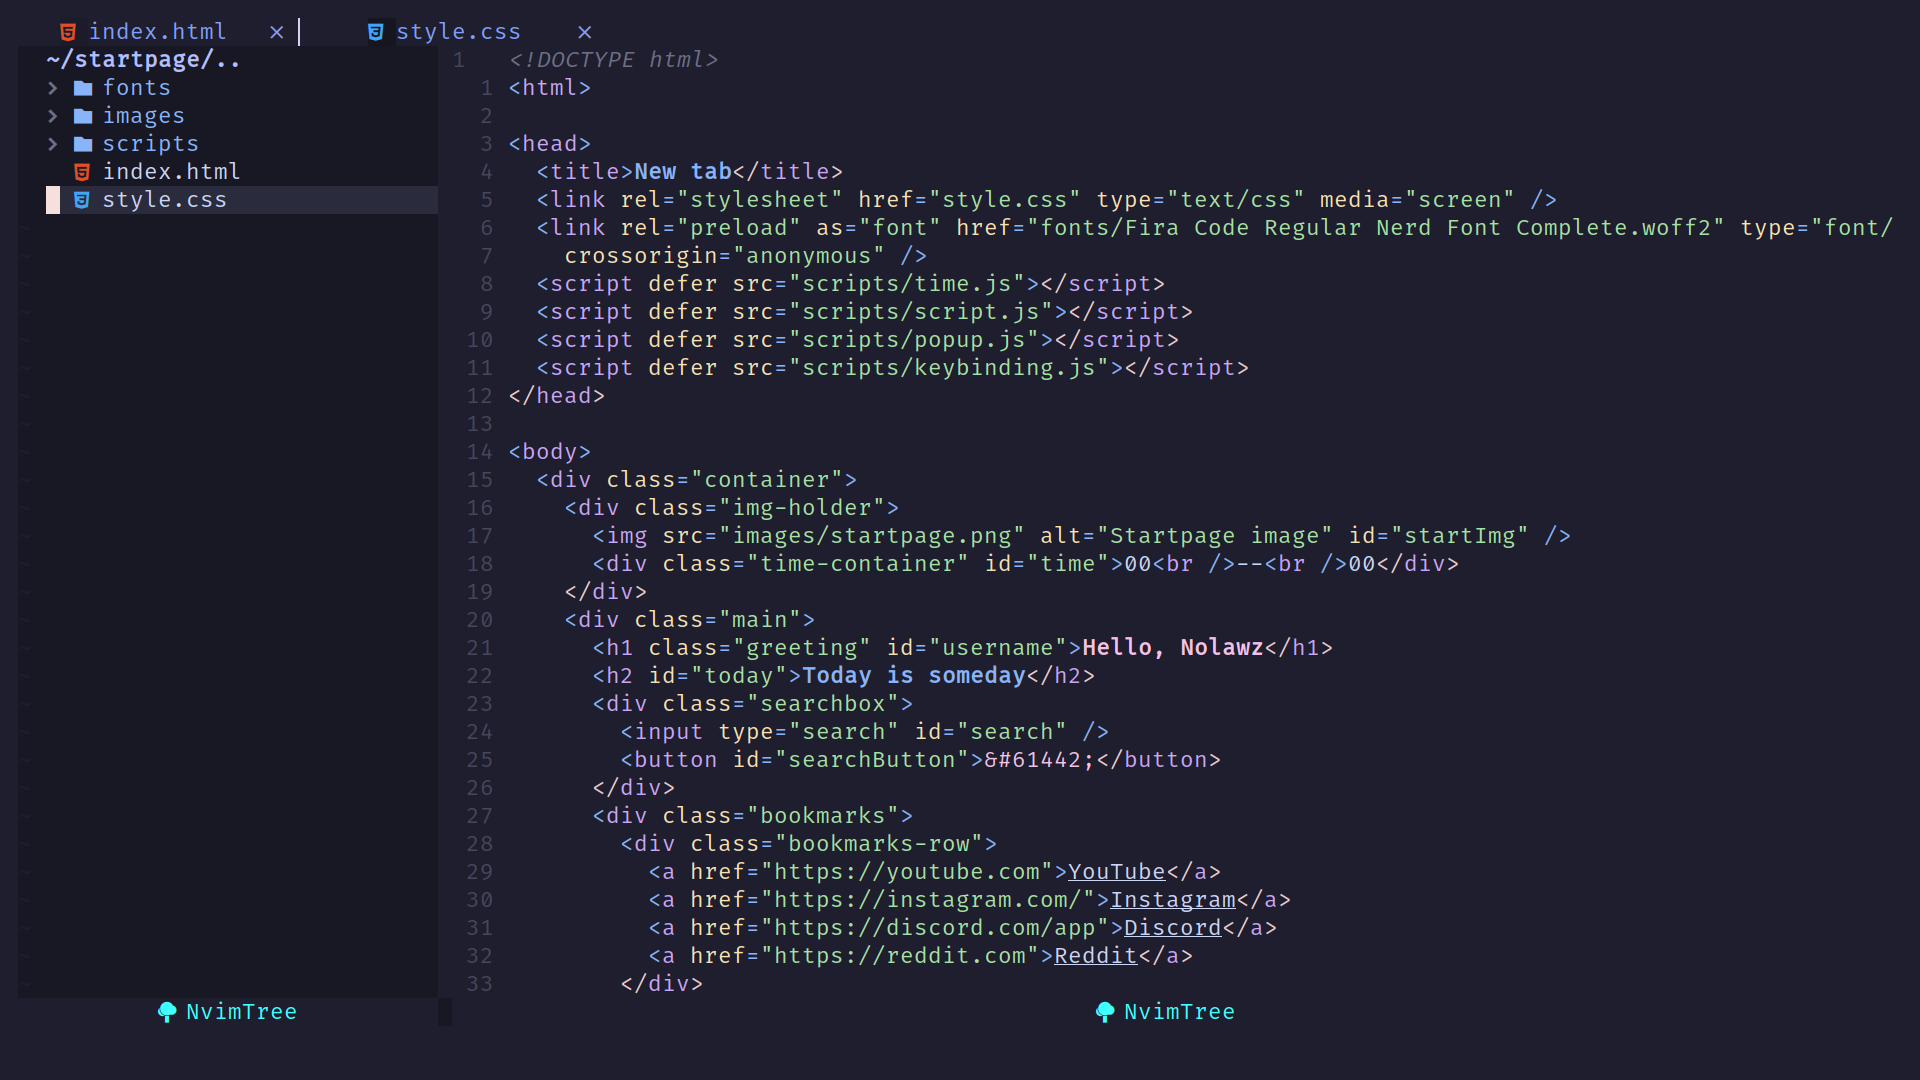 index.html × style.css ×
~/startpage/..
fonts
images
scripts
index.html
style.css
1 <!DOCTYPE html>
1 <html>
2
3 <head>
4   <title>New tab</title>
5   <link rel="stylesheet" href="style.css" type="text/css" media="screen" />
6   <link rel="preload" as="font" href="fonts/Fira Code Regular Nerd Font Complete.woff2" type="font/
7     crossorigin="anonymous" />
8   <script defer src="scripts/time.js"></script>
9   <script defer src="scripts/script.js"></script>
10   <script defer src="scripts/popup.js"></script>
11   <script defer src="scripts/keybinding.js"></script>
12 </head>
13
14 <body>
15   <div class="container">
16     <div class="img-holder">
17       <img src="images/startpage.png" alt="Startpage image" id="startImg" />
18       <div class="time-container" id="time">00<br />--<br />00</div>
19     </div>
20     <div class="main">
21       <h1 class="greeting" id="username">Hello, Nolawz</h1>
22       <h2 id="today">Today is someday</h2>
23       <div class="searchbox">
24         <input type="search" id="search" />
25         <button id="searchButton">&#61442;</button>
26       </div>
27       <div class="bookmarks">
28         <div class="bookmarks-row">
29           <a href="https://youtube.com">YouTube</a>
30           <a href="https://instagram.com/">Instagram</a>
31           <a href="https://discord.com/app">Discord</a>
32           <a href="https://reddit.com">Reddit</a>
33         </div>
NvimTree NvimTree